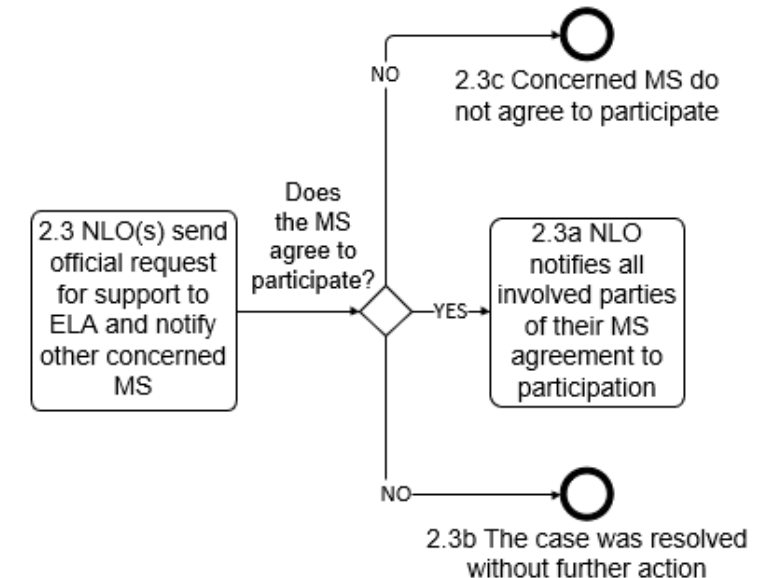 NO
2.3c Concerned MS do
not agree to participate
Does
the MS
agree to
participate?
2.3 NLO(s) send
official request
for support to
ELA and notify
other concerned
MS
YES
2.3a NLO
notifies all
involved parties
of their MS
agreement to
participation
NO
2.3b The case was resolved
without further action